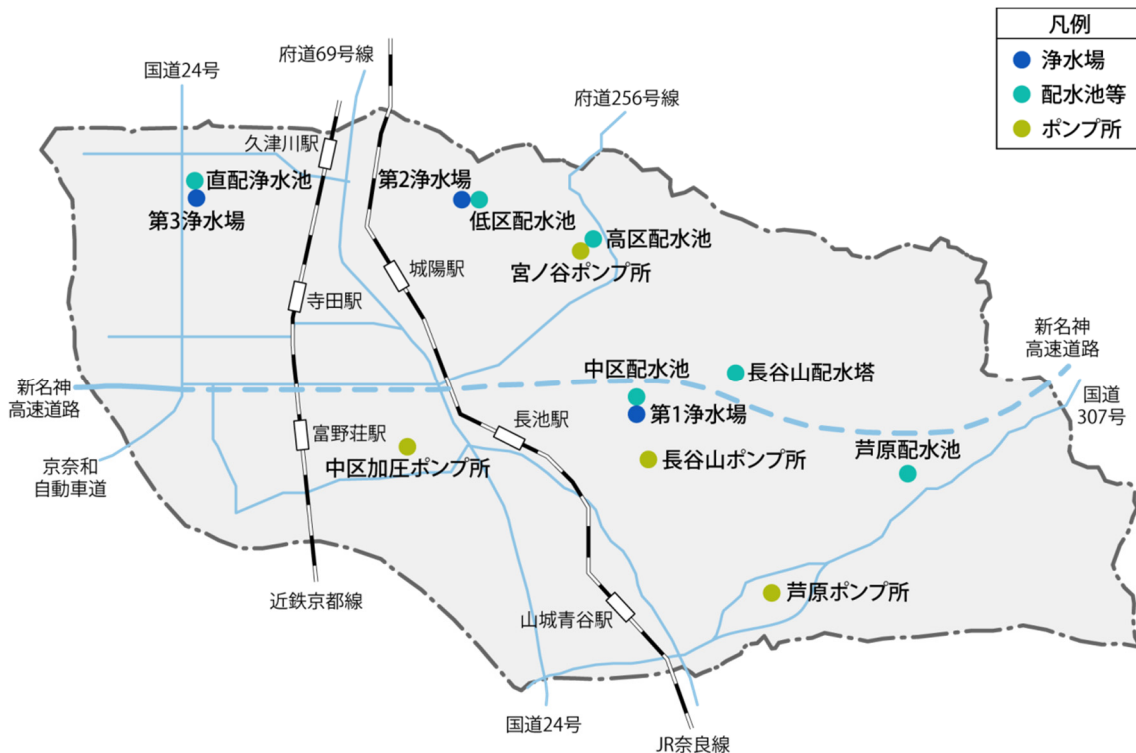 凡例
浄水場
配水池等
ポンプ所
府道69号線
国道24号
府道256号線
久津川駅
直配浄水池
第3浄水場
第2浄水場
低区配水池
高区配水池
宮ノ谷ポンプ所
城陽駅
寺田駅
新名神
高速道路
新名神
高速道路
国道
307号
中区配水池
長谷山配水塔
第1浄水場
長池駅
富野荘駅
中区加圧ポンプ所
長谷山ポンプ所
芦原配水池
京奈和
自動車道
芦原ポンプ所
近鉄京都線
山城青谷駅
国道24号
JR奈良線